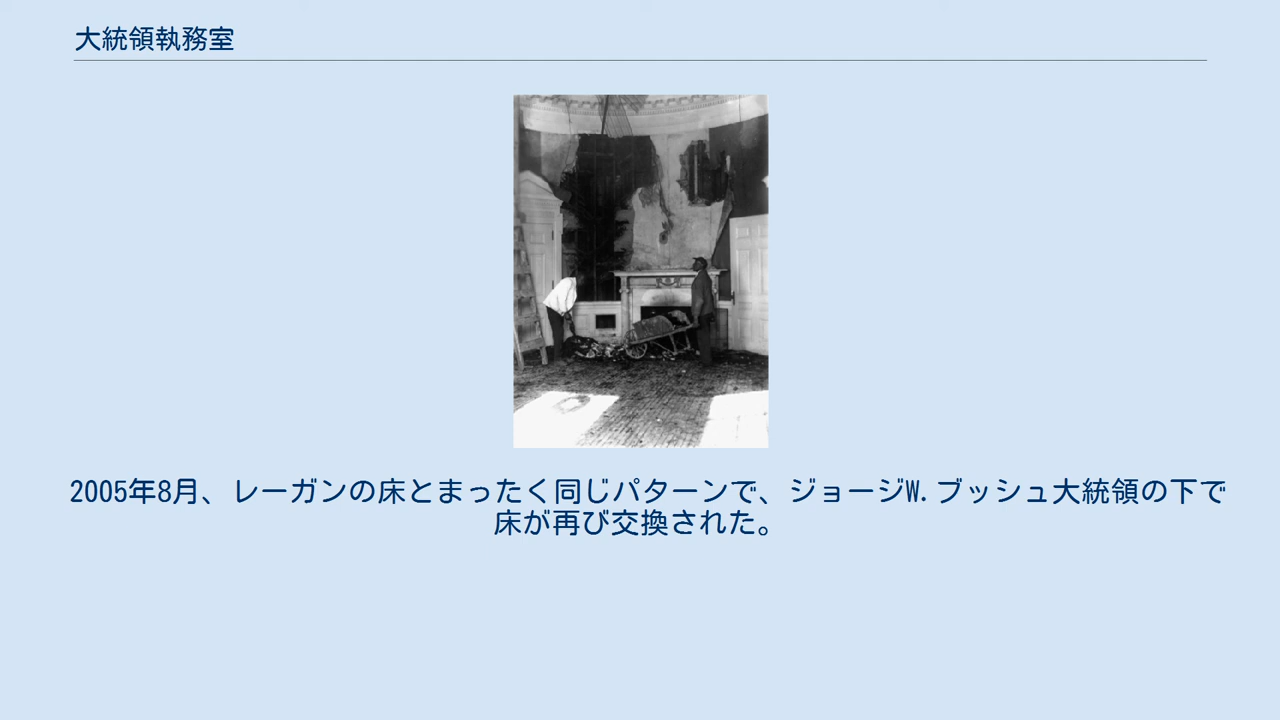 大統領執務室
2005年8月、レーガンの床とまったく同じパターンで、ジョージW.ブッシュ大統領の下で
床が再び交換された。